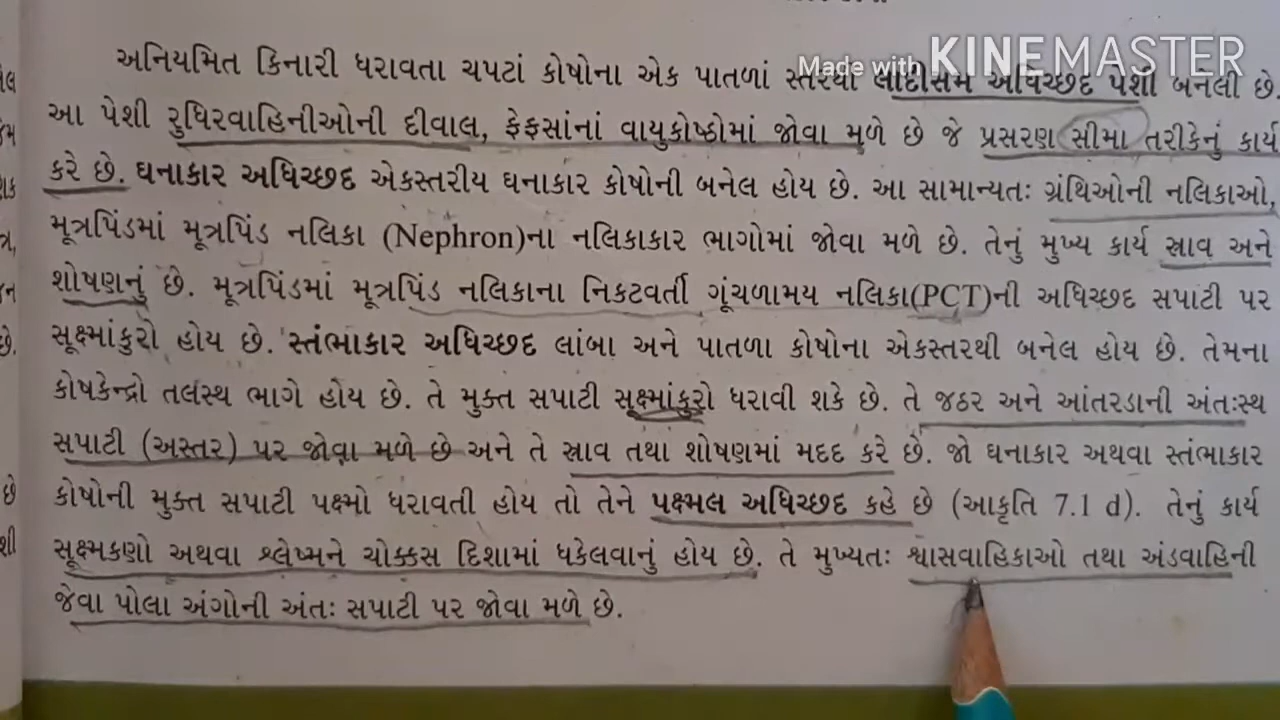 Made with KINEMASTER
અનિયમિત કિનારી ધરાવતા ચપટાં કોષોના એક પાતળાં સ્તરથી લાદીસમ અધિચ્છદ પેશી બનેલી છે.
આ પેશી રુધિરવાહિનીઓની દીવાલ, ફેફસાંનાં વાયુકોષ્ઠોમાં જોવા મળે છે જે પ્રસરણ સીમા તરીકેનું કાર્ય
કરે છે. ઘનાકાર અધિચ્છદ એકસ્તરીય ઘનાકાર કોષોની બનેલ હોય છે. આ સામાન્યતઃ ગ્રંથિઓની નલિકાઓ,
મૂત્રપિંડમાં મૂત્રપિંડ નલિકા (Nephron)ના નલિકાકાર ભાગોમાં જોવા મળે છે. તેનું મુખ્ય કાર્ય સ્રાવ અને
શોષણનું છે. મૂત્રપિંડમાં મૂત્રપિંડ નલિકાના નિકટવર્તી ગૂંચળામય નલિકા(PCT)ની અધિચ્છદ સપાટી પર
સૂક્ષ્માંકુરો હોય છે. સ્તંભાકાર અધિચ્છદ લાંબા અને પાતળા કોષોના એકસ્તરથી બનેલ હોય છે. તેમના
કોષકેન્દ્રો તલસ્થ ભાગે હોય છે. તે મુક્ત સપાટી સૂક્ષ્માંકુરો ધરાવી શકે છે. તે જઠર અને આંતરડાની અંતઃસ્થ
સપાટી (અસ્તર) પર જોવા મળે છે અને તે સ્રાવ તથા શોષણમાં મદદ કરે છે. જો ઘનાકાર અથવા સ્તંભાકાર
કોષોની મુક્ત સપાટી પક્ષ્મો ધરાવતી હોય તો તેને પક્ષ્મલ અધિચ્છદ કહે છે (આકૃતિ 7.1 d). તેનું કાર્ય
સૂક્ષ્મકણો અથવા શ્લેષ્મને ચોક્કસ દિશામાં ધકેલવાનું હોય છે. તે મુખ્યતઃ શ્વાસવાહિકાઓ તથા અંડવાહિની
જેવા પોલા અંગોની અંતઃ સપાટી પર જોવા મળે છે.